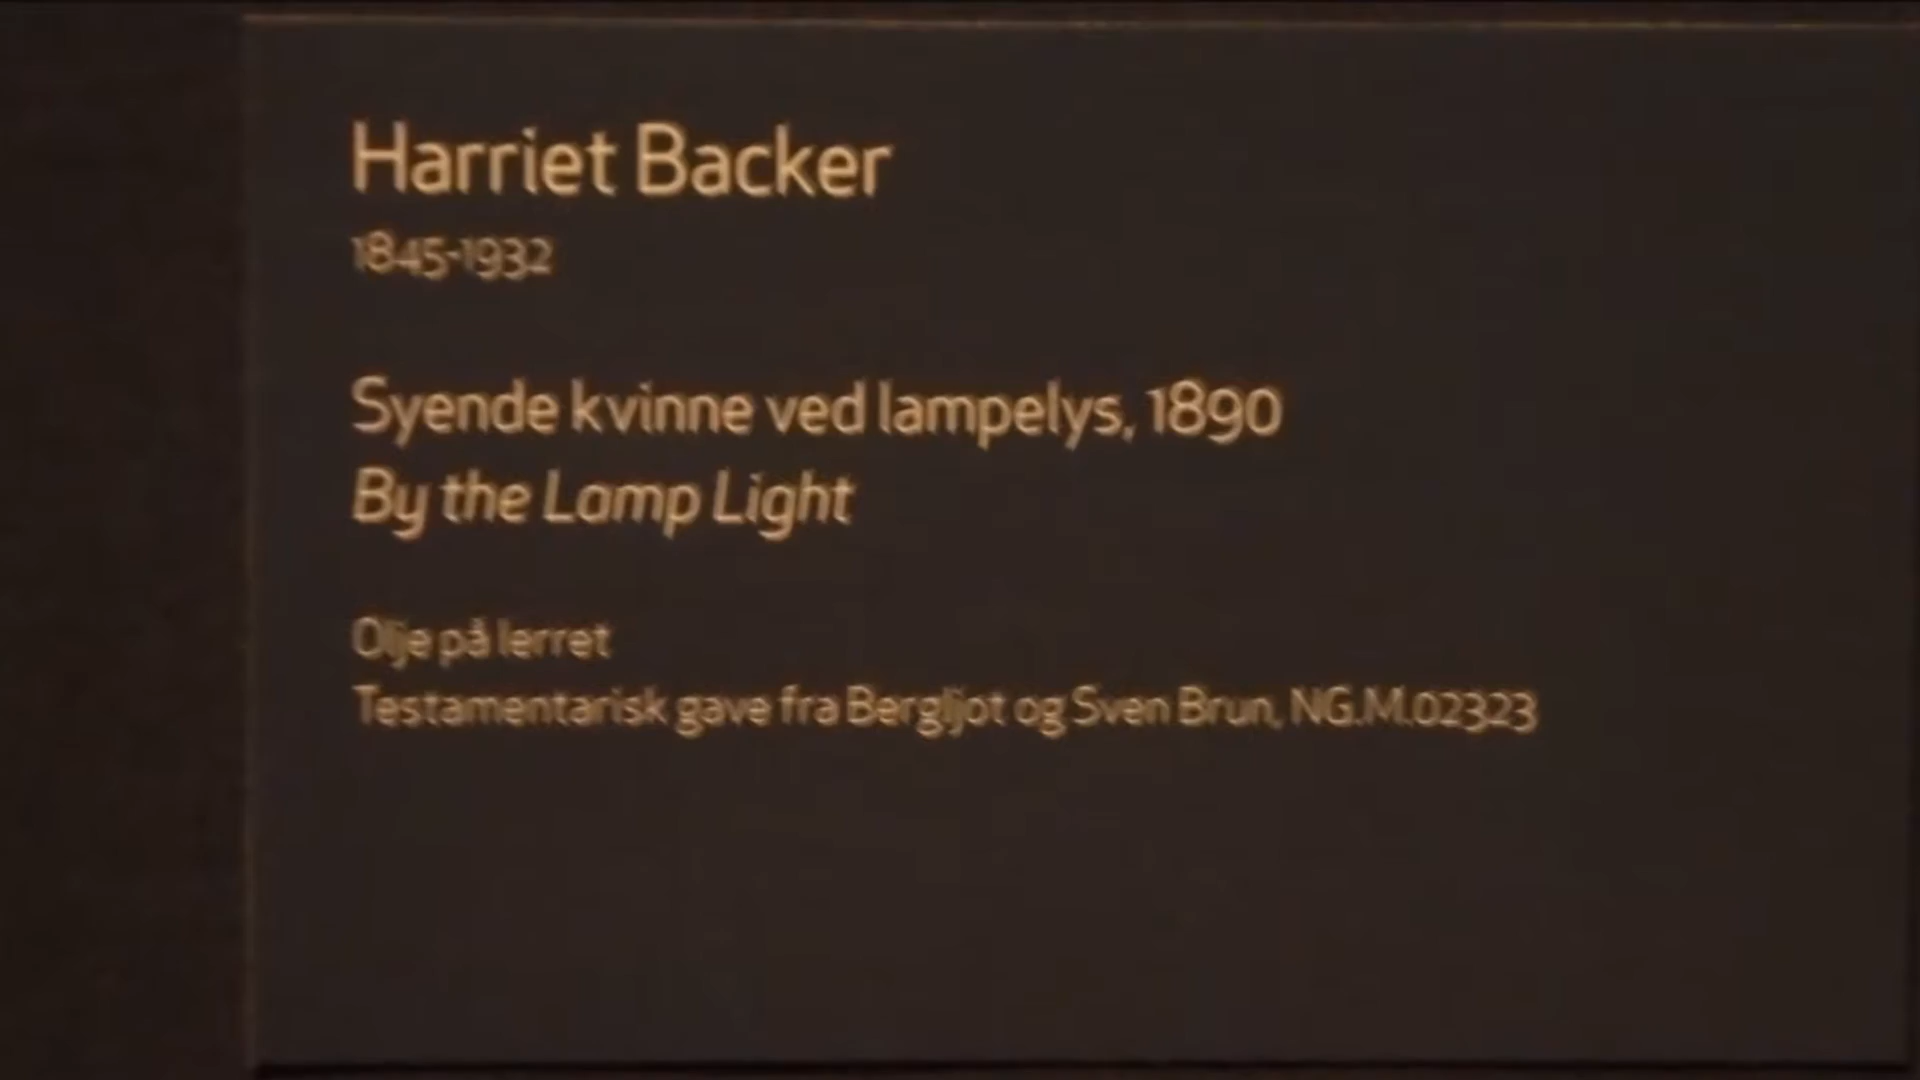 Harriet Backer
1845-1932
Syende kvinne ved lampelys, 1890
By the Lamp Light
Olje på lerret
Testamentarisk gave fra Bergljot og Sven Brun, NG.M.02323